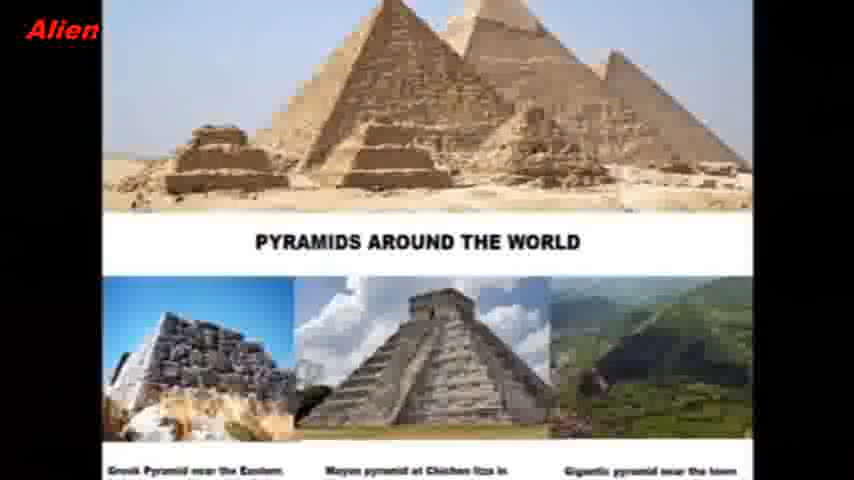 Alien
PYRAMIDS AROUND THE WORLD
Greek Pyramid near the Eastern
Mayan pyramid at Chichen Itza in
Gigantic pyramid near the town